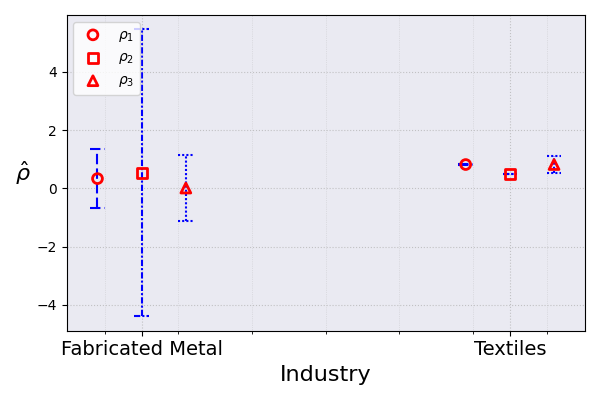 ρ₁
ρ₂
ρ₃
4
2
0
−2
−4
ρ̂
Fabricated Metal
Textiles
Industry